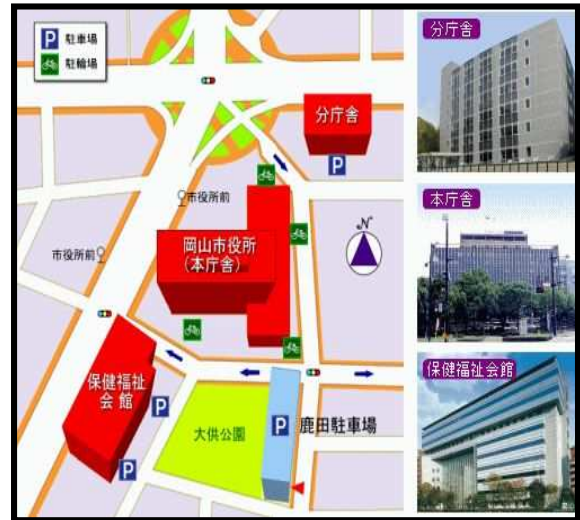 P 駐車場
駐輪場
分庁舎
P
市役所前
市役所前
岡山市役所
(本庁舎)
N
保健福祉
会館
P
P
大供公園
P
鹿田駐車場
分庁舎
本庁舎
保健福祉会館